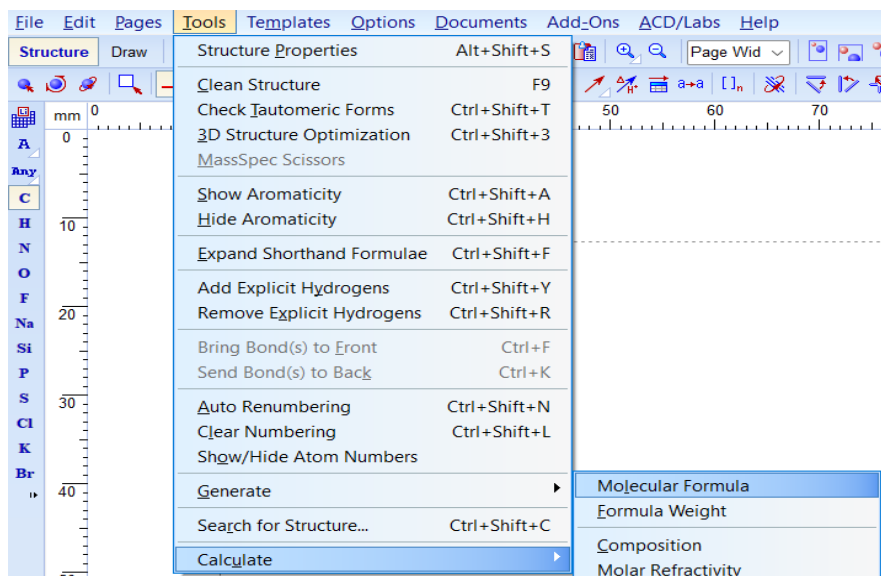 File Edit Pages Tools Templates Options Documents Add-Ons ACD/Labs Help
Structure Draw Page Wid
a→a []n
mm 0 50 60 70
A
Any
C
H
N
O
F
Na
Si
P
S
Cl
K
Br
0
10
20
30
40
Structure Properties Alt+Shift+S
Clean Structure F9
Check Tautomeric Forms Ctrl+Shift+T
3D Structure Optimization Ctrl+Shift+3
MassSpec Scissors
Show Aromaticity Ctrl+Shift+A
Hide Aromaticity Ctrl+Shift+H
Expand Shorthand Formulae Ctrl+Shift+F
Add Explicit Hydrogens Ctrl+Shift+Y
Remove Explicit Hydrogens Ctrl+Shift+R
Bring Bond(s) to Front Ctrl+F
Send Bond(s) to Back Ctrl+K
Auto Renumbering Ctrl+Shift+N
Clear Numbering Ctrl+Shift+L
Show/Hide Atom Numbers
Generate
Search for Structure... Ctrl+Shift+C
Calculate
Molecular Formula
Formula Weight
Composition
Molar Refractivity